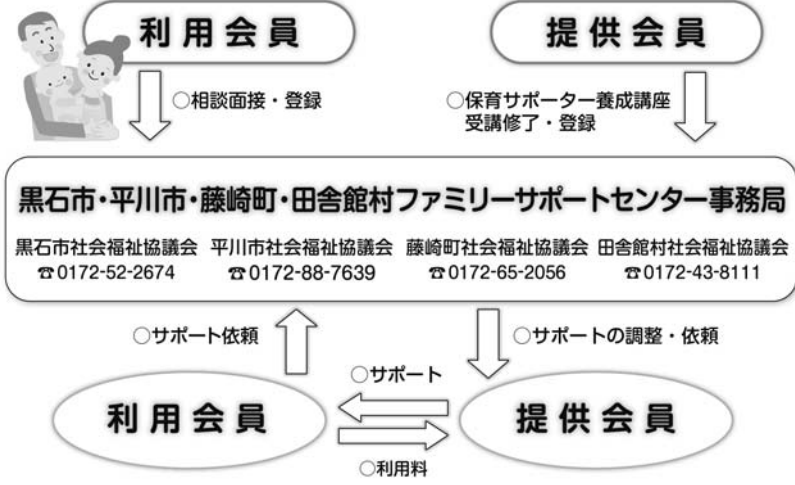 利用会員
提供会員
○相談面接・登録
○保育サポーター養成講座
受講修了・登録
黒石市・平川市・藤崎町・田舎館村ファミリーサポートセンター事務局
黒石市社会福祉協議会 平川市社会福祉協議会 藤崎町社会福祉協議会 田舎館村社会福祉協議会
☎0172-52-2674 ☎0172-88-7639 ☎0172-65-2056 ☎0172-43-8111
○サポート依頼
○サポートの調整・依頼
○サポート
利用会員
提供会員
○利用料